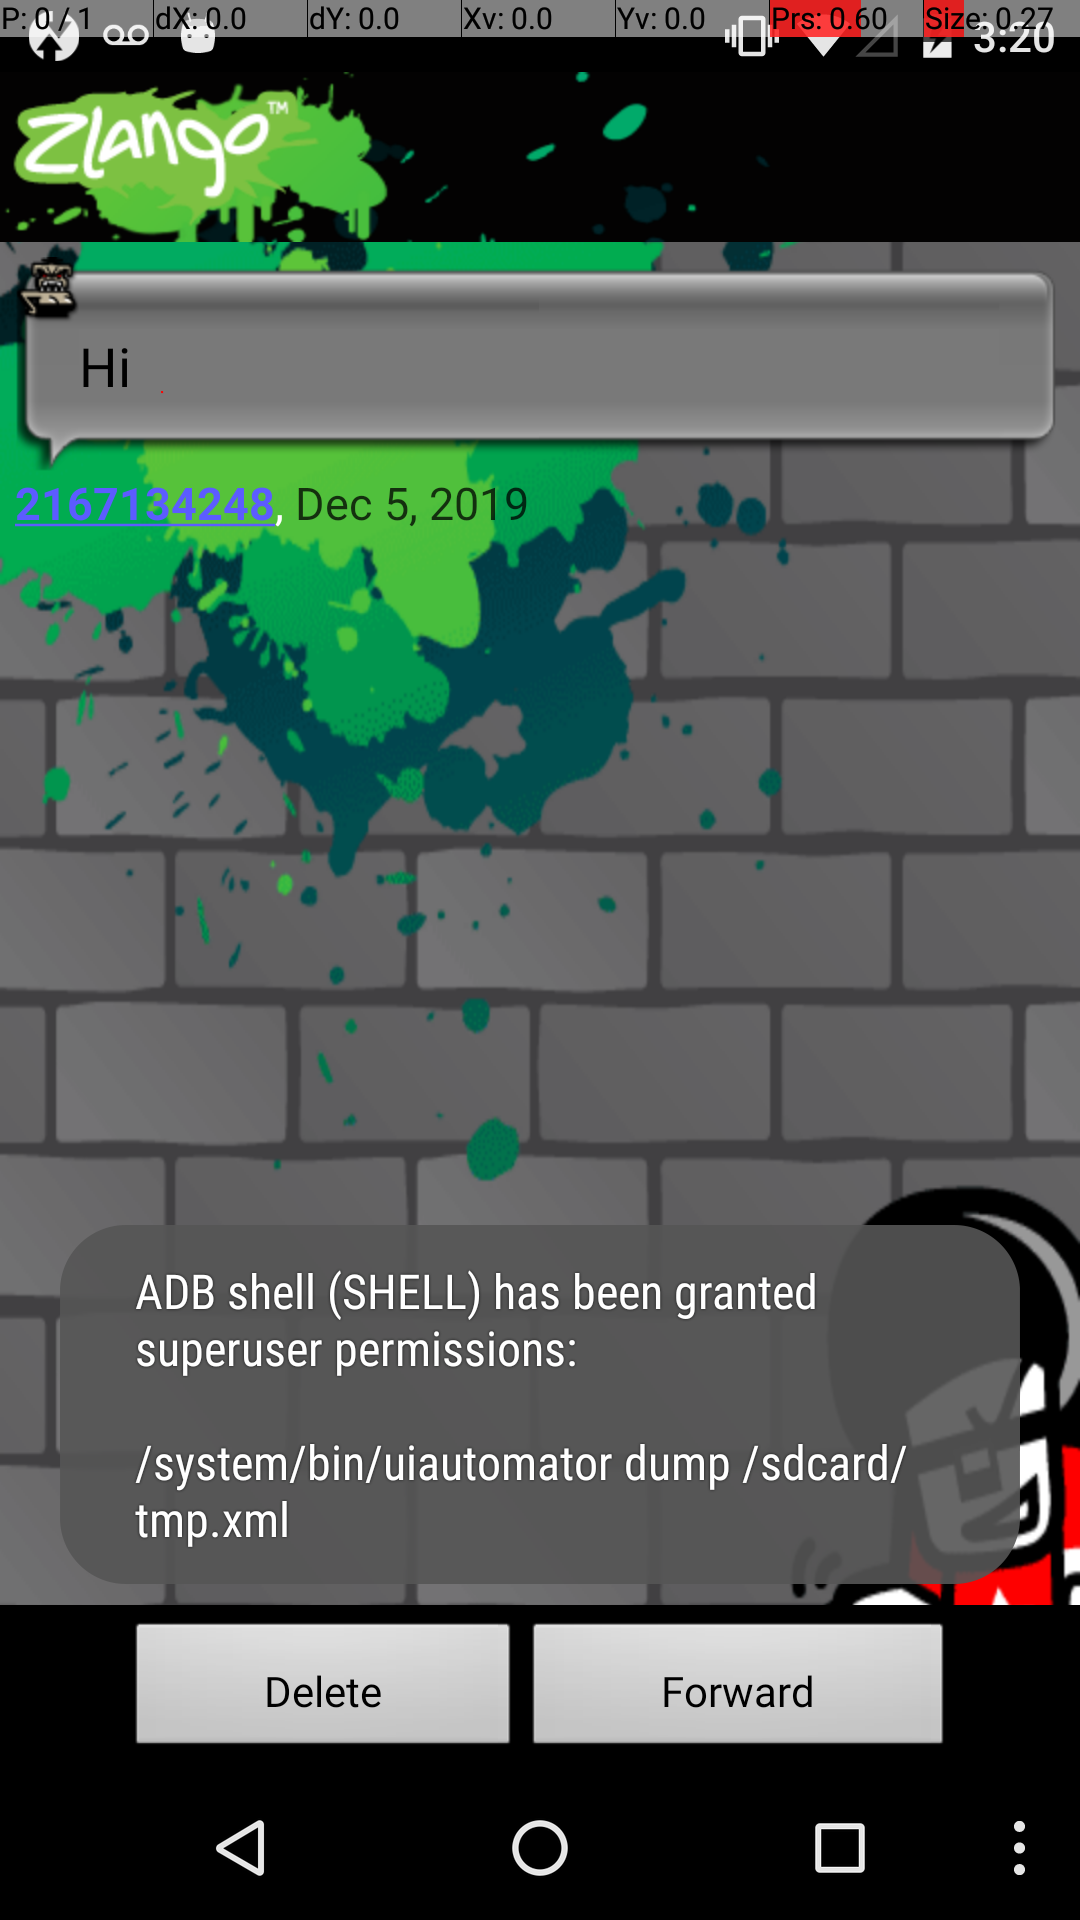 P: 0 / 1 dX: 0.0 dY: 0.0 Xv: 0.0 Yv: 0.0 Prs: 0.60 Size: 0.27
3:20
Zlango™
Hi
2167134248, Dec 5, 2019
ADB shell (SHELL) has been granted
superuser permissions:
/system/bin/uiautomator dump /sdcard/
tmp.xml
Delete
Forward